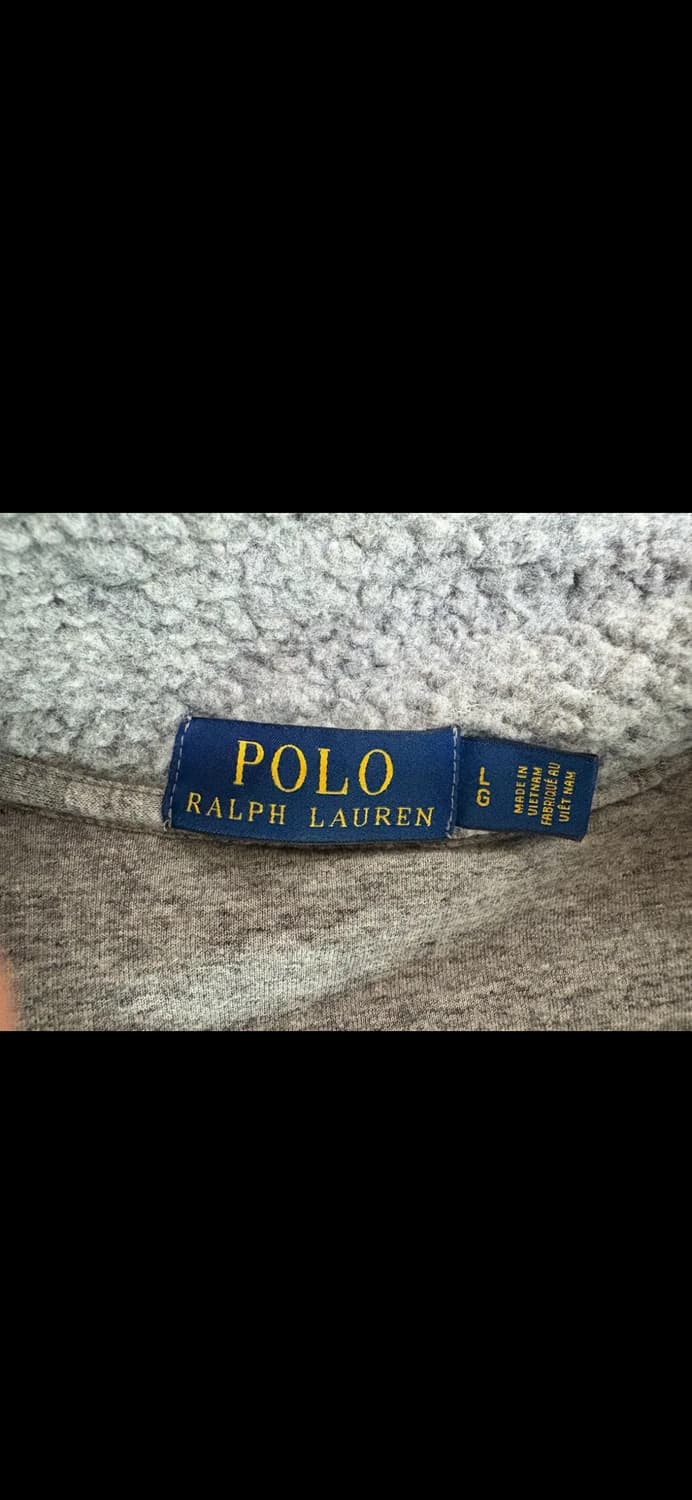 POLO
RALPH LAUREN
L
G
MADE IN
VIETNAM
FABRIQUÉ AU
VIÊT NAM